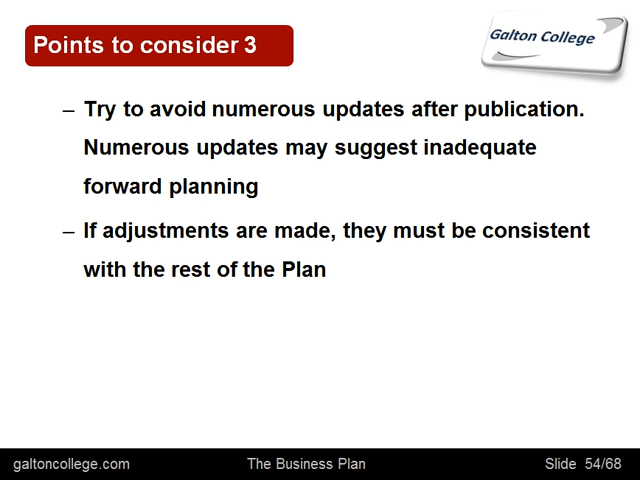 Points to consider 3
Galton College
– Try to avoid numerous updates after publication.
Numerous updates may suggest inadequate
forward planning
– If adjustments are made, they must be consistent
with the rest of the Plan
galtoncollege.com The Business Plan Slide 54/68